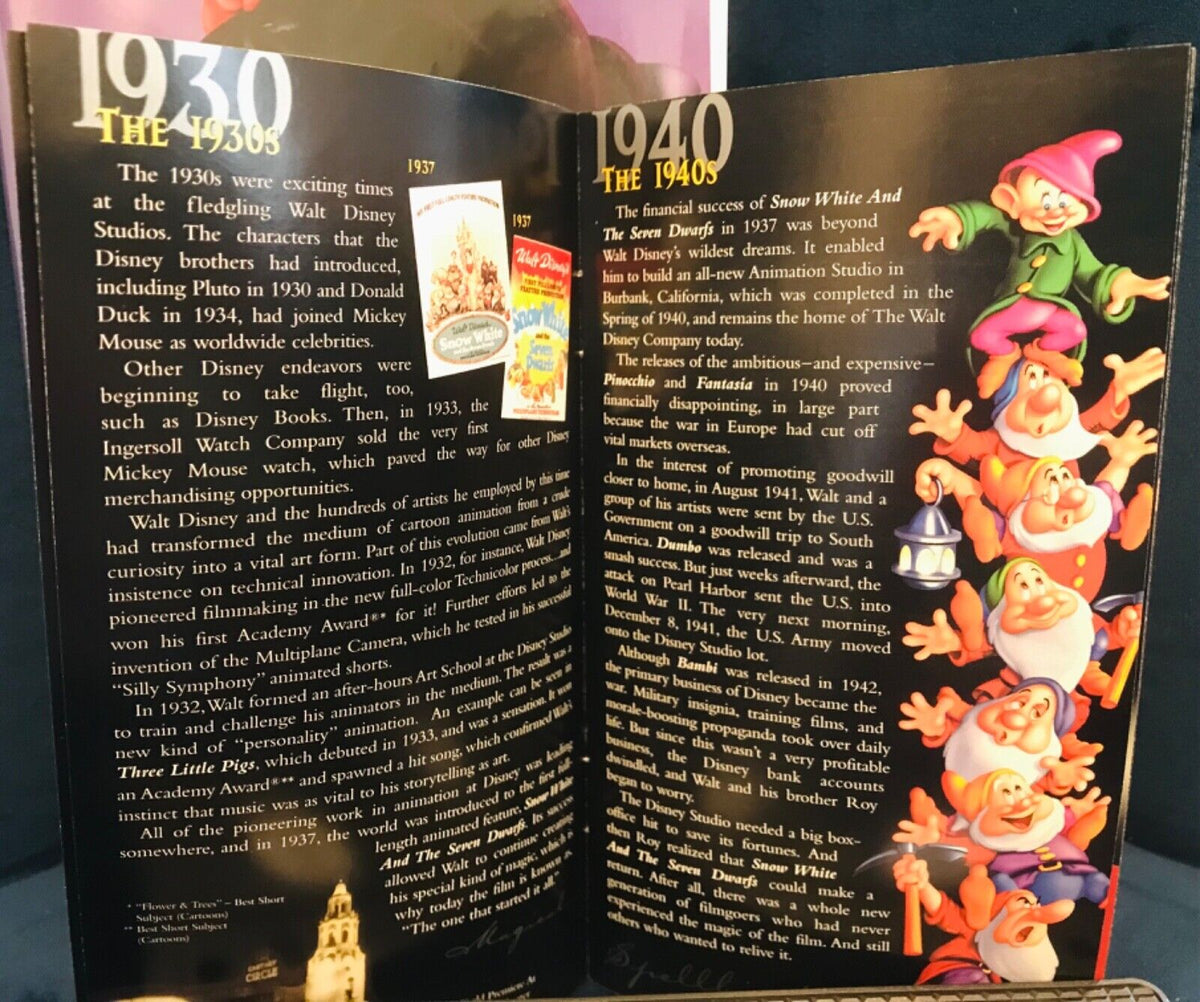 1930
THE 1930s
The 1930s were exciting times
at the fledgling Walt Disney
Studios. The characters that the
Disney brothers had introduced,
including Pluto in 1930 and Donald
Duck in 1934, had joined Mickey
Mouse as worldwide celebrities.
Other Disney endeavors were
beginning to take flight, too,
such as Disney Books. Then, in 1933, the
Ingersoll Watch Company sold the very first
Mickey Mouse watch, which paved the way for other Disney
merchandising opportunities.
Walt Disney and the hundreds of artists he employed by this time
had transformed the medium of cartoon animation from a crude
curiosity into a vital art form. Part of this evolution came from Walt's
insistence on technical innovation. In 1932, for instance, Walt Disney
pioneered filmmaking in the new full-color Technicolor process...and
won his first Academy Award®* for it! Further efforts led to the
invention of the Multiplane Camera, which he tested in his successful
"Silly Symphony" animated shorts.
In 1932, Walt formed an after-hours Art School at the Disney Studio
to train and challenge his animators in the medium. The result was a
new kind of "personality" animation. An example can be seen in
Three Little Pigs, which debuted in 1933, and was a sensation. It won
an Academy Award®** and spawned a hit song, which confirmed Walt's
instinct that music was as vital to his storytelling as art.
All of the pioneering work in animation at Disney was leading
somewhere, and in 1937, the world was introduced to the first full-
length animated feature, Snow White
And The Seven Dwarfs. Its success
allowed Walt to continue creating
his special kind of magic, which is
why today the film is known as
"The one that started it all."
* "Flower & Trees" – Best Short
Subject (Cartoons)
** Best Short Subject
(Cartoons)
CARTHAY
CIRCLE
Premiere At
1937
Snow White
1937
Walt Disney's
Snow White
and the
Seven
Dwarfs
1940
THE 1940s
The financial success of Snow White And
The Seven Dwarfs in 1937 was beyond
Walt Disney's wildest dreams. It enabled
him to build an all-new Animation Studio in
Burbank, California, which was completed in the
Spring of 1940, and remains the home of The Walt
Disney Company today.
The releases of the ambitious—and expensive—
Pinocchio and Fantasia in 1940 proved
financially disappointing, in large part
because the war in Europe had cut off
vital markets overseas.
In the interest of promoting goodwill
closer to home, in August 1941, Walt and a
group of his artists were sent by the U.S.
Government on a goodwill trip to South
America. Dumbo was released and was a
smash success. But just weeks afterward, the
attack on Pearl Harbor sent the U.S. into
World War II. The very next morning,
December 8, 1941, the U.S. Army moved
onto the Disney Studio lot.
Although Bambi was released in 1942,
the primary business of Disney became the
war. Military insignia, training films, and
morale-boosting propaganda took over daily
life. But since this wasn't a very profitable
business, the Disney bank accounts
dwindled, and Walt and his brother Roy
began to worry.
The Disney Studio needed a big box-
office hit to save its fortunes. And
then Roy realized that Snow White
And The Seven Dwarfs could make a
return. After all, there was a whole new
generation of filmgoers who had never
experienced the magic of the film. And still
others who wanted to relive it.